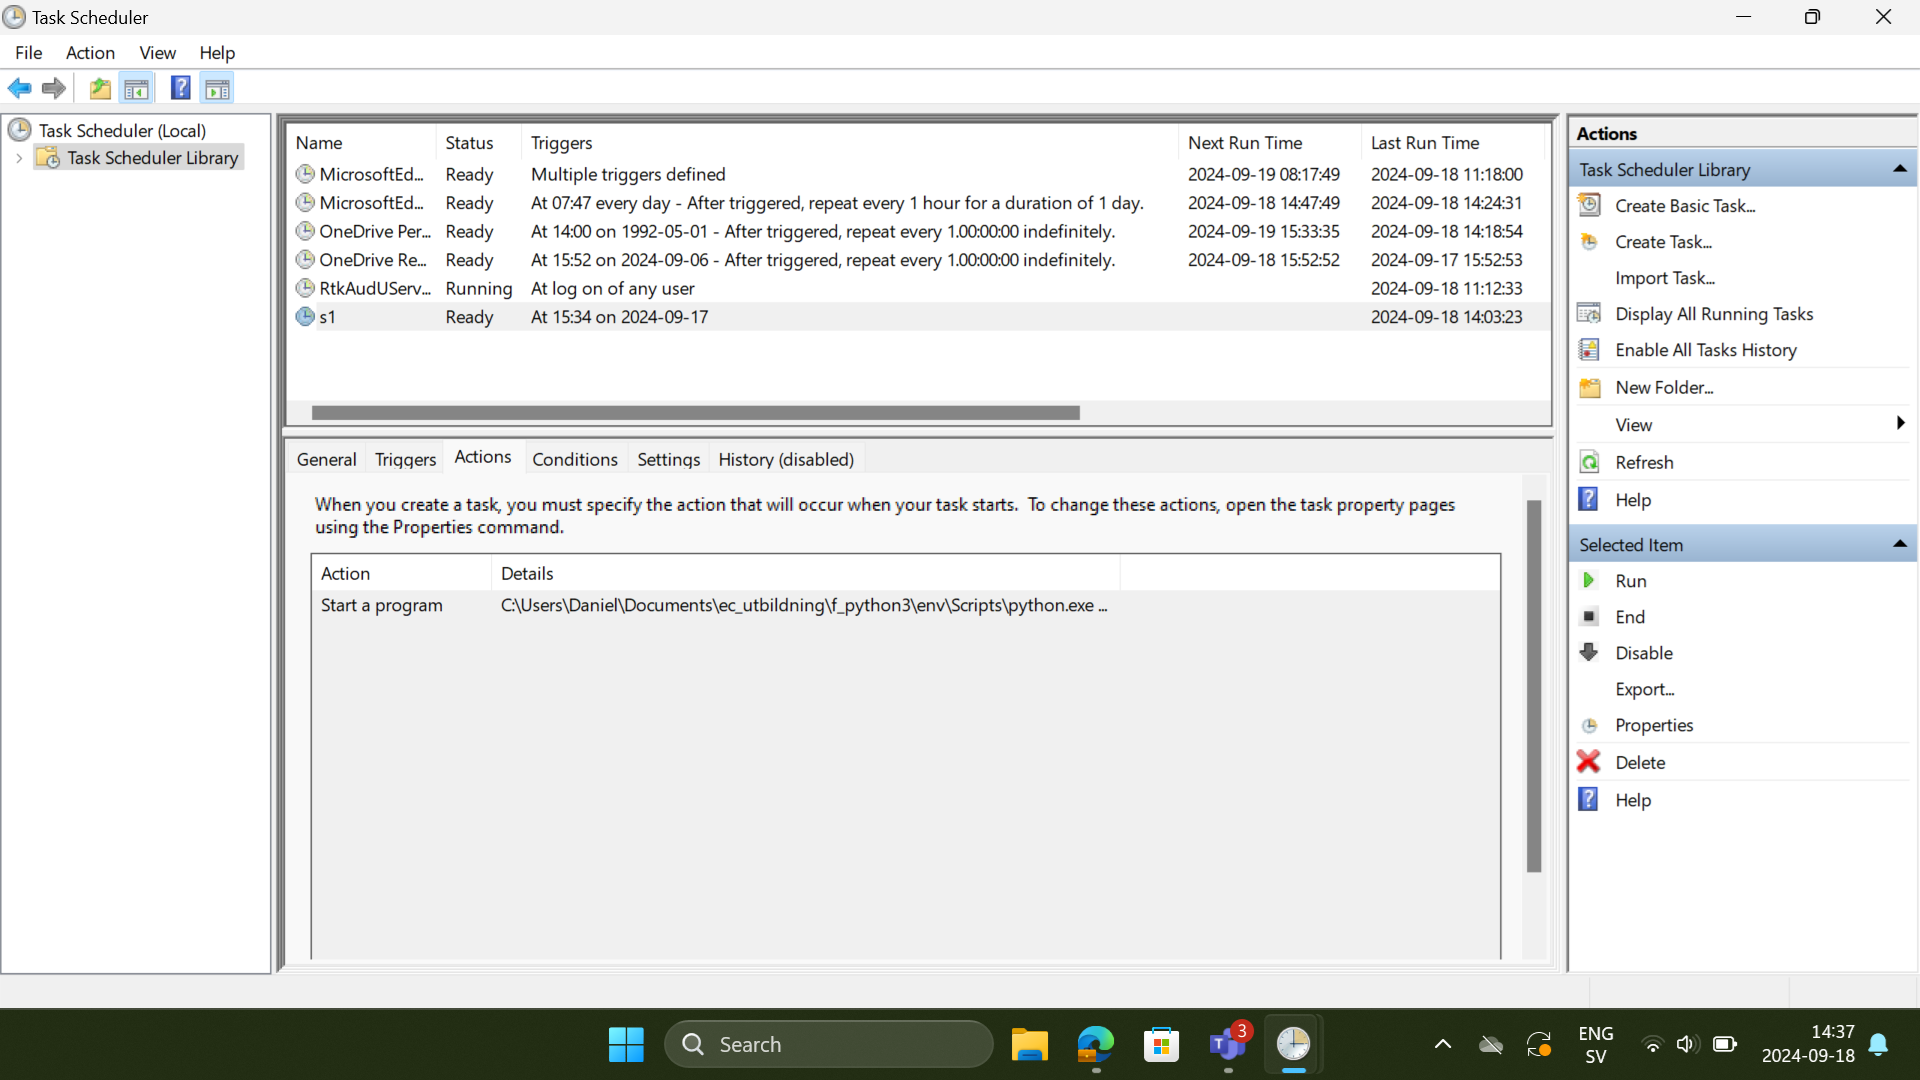 Task Scheduler
File Action View Help
Task Scheduler (Local)
Task Scheduler Library
Name Status Triggers Next Run Time Last Run Time
MicrosoftEd... Ready Multiple triggers defined 2024-09-19 08:17:49 2024-09-18 11:18:00
MicrosoftEd... Ready At 07:47 every day - After triggered, repeat every 1 hour for a duration of 1 day. 2024-09-18 14:47:49 2024-09-18 14:24:31
OneDrive Per... Ready At 14:00 on 1992-05-01 - After triggered, repeat every 1.00:00:00 indefinitely. 2024-09-19 15:33:35 2024-09-18 14:18:54
OneDrive Re... Ready At 15:52 on 2024-09-06 - After triggered, repeat every 1.00:00:00 indefinitely. 2024-09-18 15:52:52 2024-09-17 15:52:53
RtkAudUServ... Running At log on of any user 2024-09-18 11:12:33
s1 Ready At 15:34 on 2024-09-17 2024-09-18 14:03:23
General Triggers Actions Conditions Settings History (disabled)
When you create a task, you must specify the action that will occur when your task starts. To change these actions, open the task property pages
using the Properties command.
Action Details
Start a program C:\Users\Daniel\Documents\ec_utbildning\f_python3\env\Scripts\python.exe ...
Actions
Task Scheduler Library
Create Basic Task...
Create Task...
Import Task...
Display All Running Tasks
Enable All Tasks History
New Folder...
View
Refresh
Help
Selected Item
Run
End
Disable
Export...
Properties
Delete
Help
Search
3
ENG
SV
14:37
2024-09-18